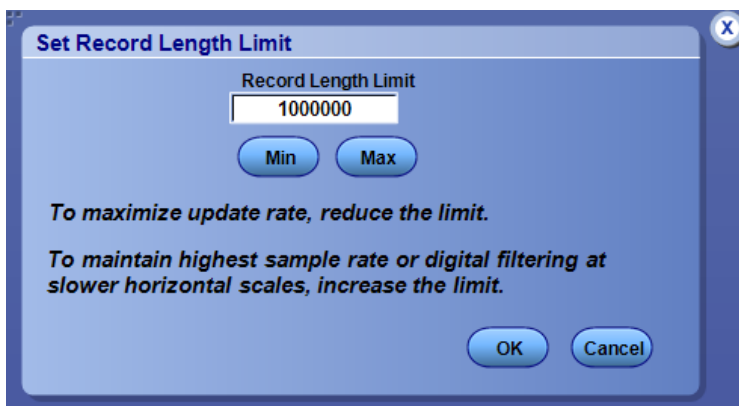 Set Record Length Limit
X
Record Length Limit
1000000
Min Max
To maximize update rate, reduce the limit.
To maintain highest sample rate or digital filtering at
slower horizontal scales, increase the limit.
OK Cancel